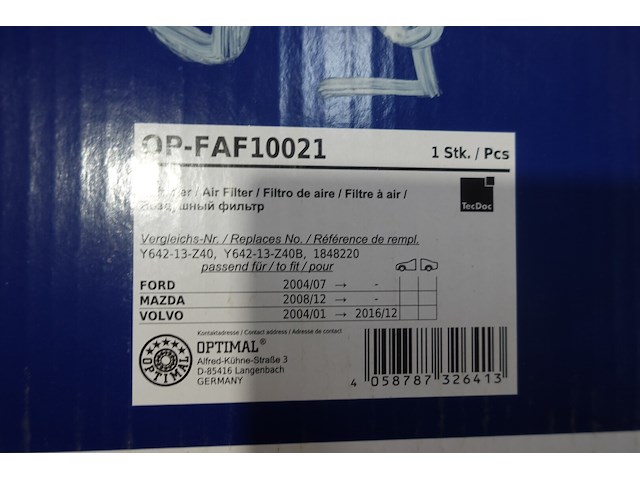 OP-FAF10021 1 Stk. / Pcs
/ Air Filter / Filtro de aire / Filtre à air /
фильтр
TecDoc
Vergleichs-Nr. / Replaces No. / Référence de rempl.
Y642-13-Z40, Y642-13-Z40B, 1848220
passend für / to fit / pour
FORD 2004/07 → -
MAZDA 2008/12 → -
VOLVO 2004/01 → 2016/12
Kontaktadresse / Contact address / Adresse de contact
OPTIMAL®
Alfred-Kühne-Straße 3
D-85416 Langenbach
GERMANY
OPTIMAL
4 058787 326413